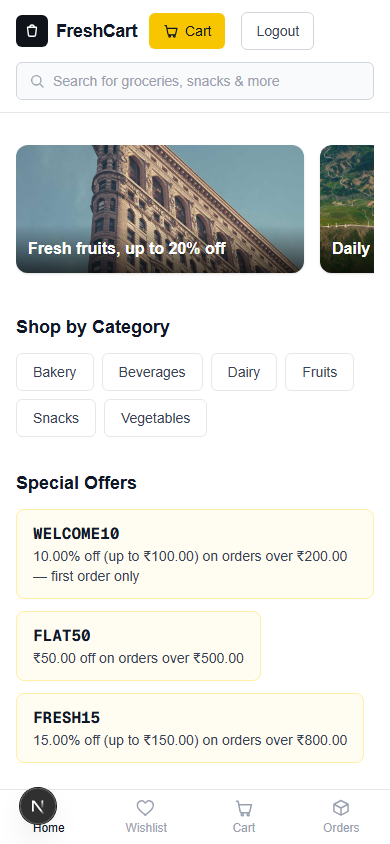 FreshCart
Cart
Logout
Search for groceries, snacks & more
Fresh fruits, up to 20% off
Daily
Shop by Category
Bakery
Beverages
Dairy
Fruits
Snacks
Vegetables
Special Offers
WELCOME10
10.00% off (up to ₹100.00) on orders over ₹200.00
— first order only
FLAT50
₹50.00 off on orders over ₹500.00
FRESH15
15.00% off (up to ₹150.00) on orders over ₹800.00
N
Home
Wishlist
Cart
Orders